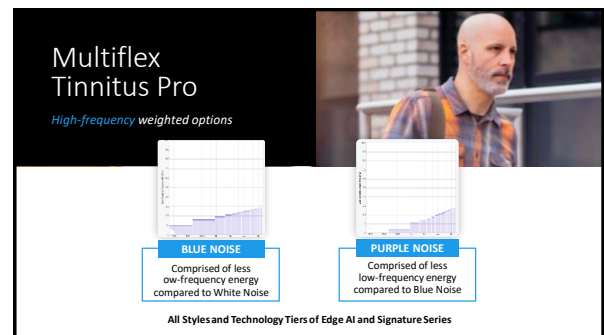 Multiflex
Tinnitus Pro
High-frequency weighted options
BLUE NOISE
Comprised of less
ow-frequency energy
compared to White Noise
PURPLE NOISE
Comprised of less
low-frequency energy
compared to Blue Noise
All Styles and Technology Tiers of Edge AI and Signature Series